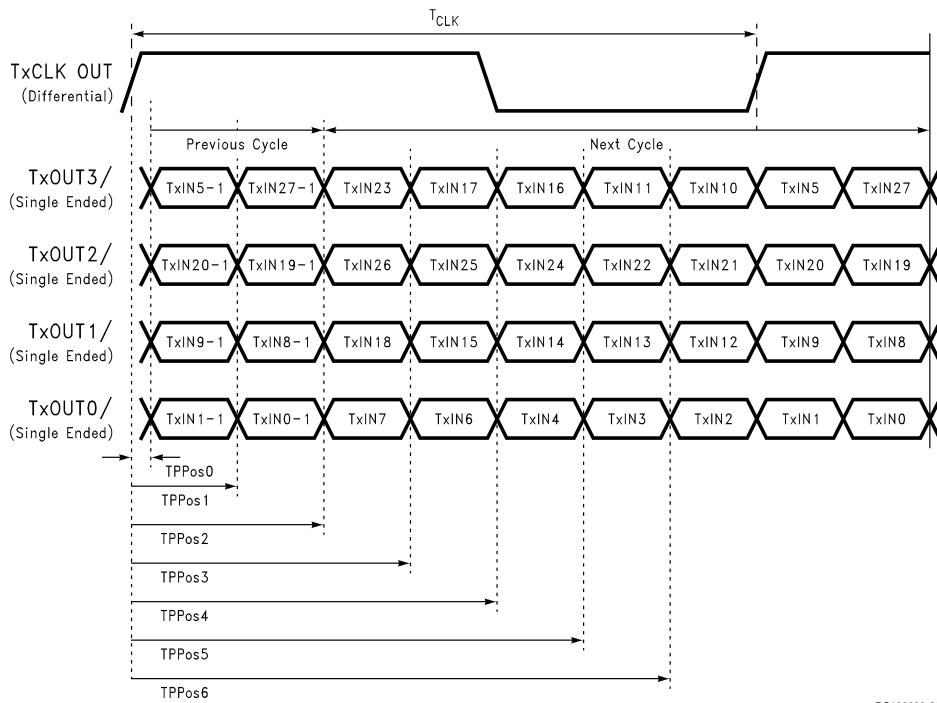 TCLK
TxCLK OUT
(Differential)
Previous Cycle Next Cycle
TxOUT3/
(Single Ended)
TxIN5-1 TxIN27-1 TxIN23 TxIN17 TxIN16 TxIN11 TxIN10 TxIN5 TxIN27
TxOUT2/
(Single Ended)
TxIN20-1 TxIN19-1 TxIN26 TxIN25 TxIN24 TxIN22 TxIN21 TxIN20 TxIN19
TxOUT1/
(Single Ended)
TxIN9-1 TxIN8-1 TxIN18 TxIN15 TxIN14 TxIN13 TxIN12 TxIN9 TxIN8
TxOUT0/
(Single Ended)
TxIN1-1 TxIN0-1 TxIN7 TxIN6 TxIN4 TxIN3 TxIN2 TxIN1 TxIN0
TPPos0
TPPos1
TPPos2
TPPos3
TPPos4
TPPos5
TPPos6